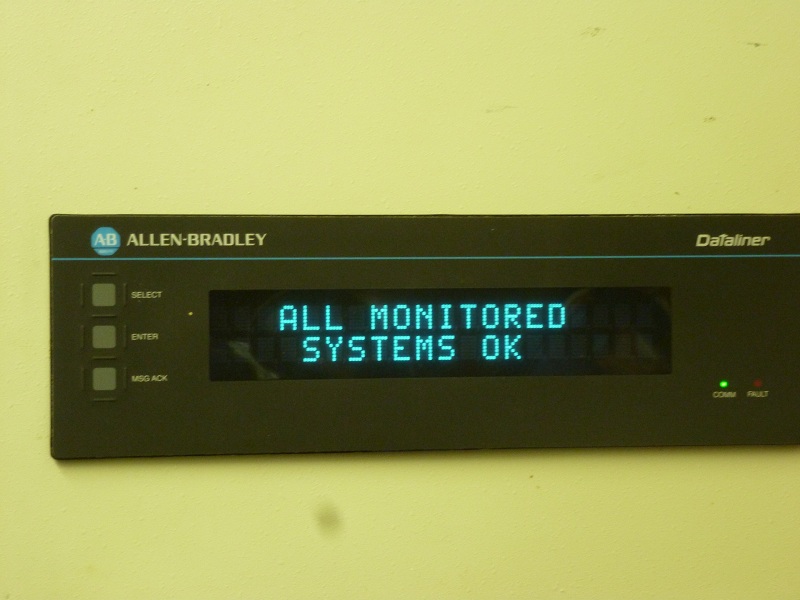 AB ALLEN-BRADLEY
Dataliner
SELECT
ALL MONITORED
ENTER
SYSTEMS OK
MSG ACK
COMM FAULT